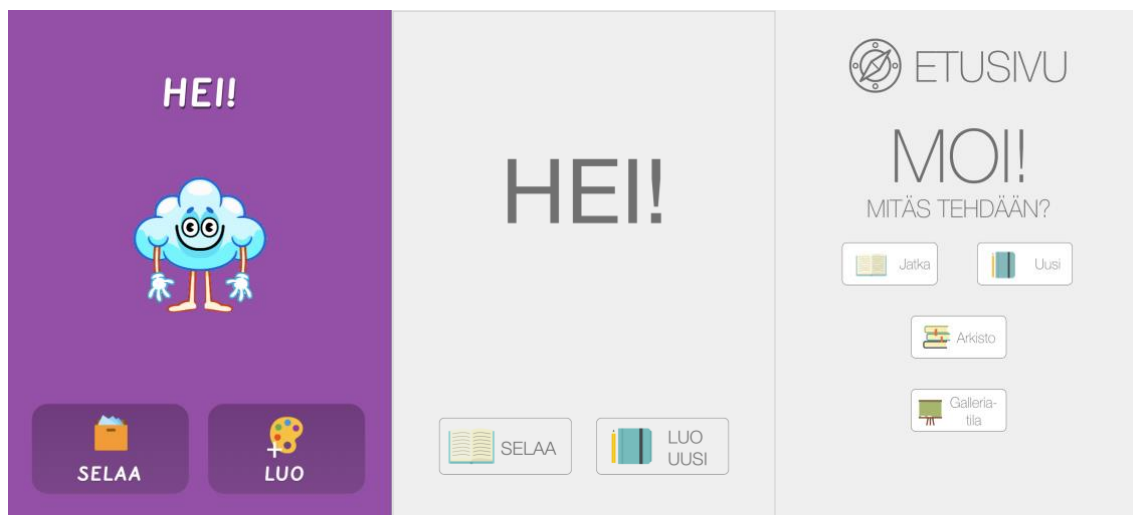 HEI!
SELAA
LUO
HEI!
SELAA
LUO
UUSI
ETUSIVU
MOI!
MITÄS TEHDÄÄN?
Jatka
Uusi
Arkisto
Galleria-
tila